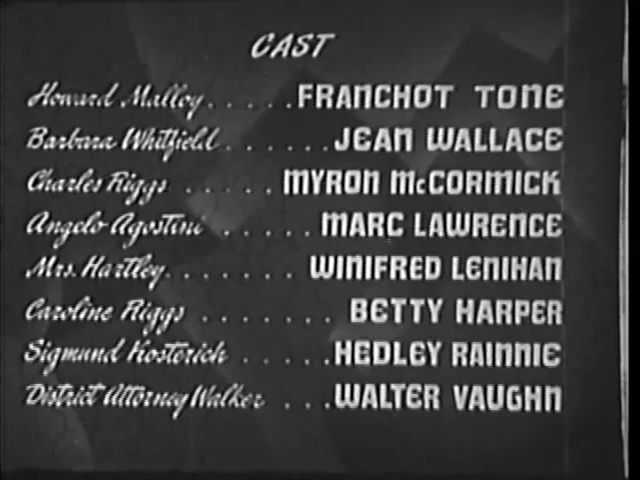 CAST
Howard Malloy.....FRANCHOT TONE
Barbara Whitfield......JEAN WALLACE
Charles Riggs .....MYRON McCORMICK
Angelo Agostini .....MARC LAWRENCE
Mrs. Hartley.......WINIFRED LENIHAN
Caroline Riggs .......BETTY HARPER
Sigmund Kosterich .....HEDLEY RAINNIE
District Attorney Walker ...WALTER VAUGHN